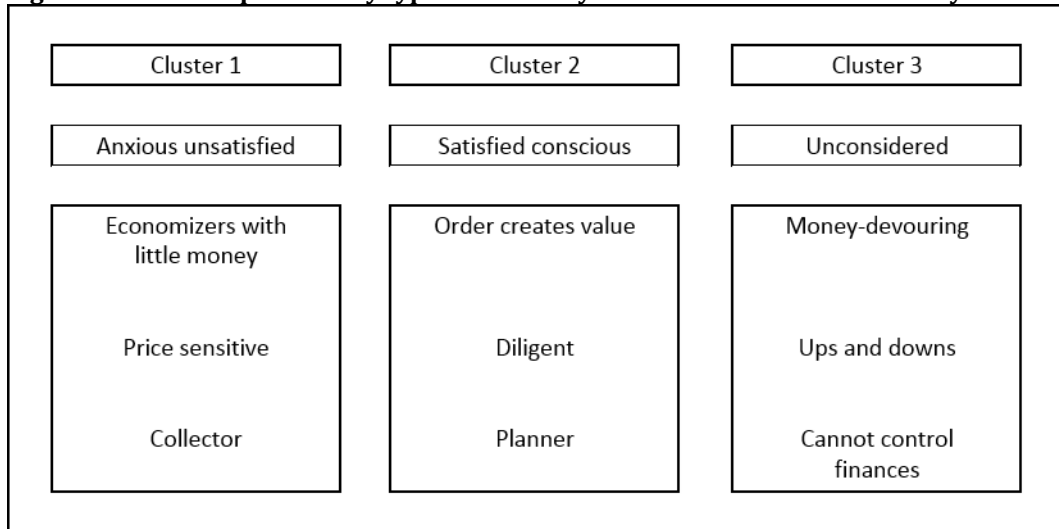 Cluster 1
Cluster 2
Cluster 3
Anxious unsatisfied
Satisfied conscious
Unconsidered
Economizers with
little money
Price sensitive
Collector
Order creates value
Diligent
Planner
Money-devouring
Ups and downs
Cannot control
finances